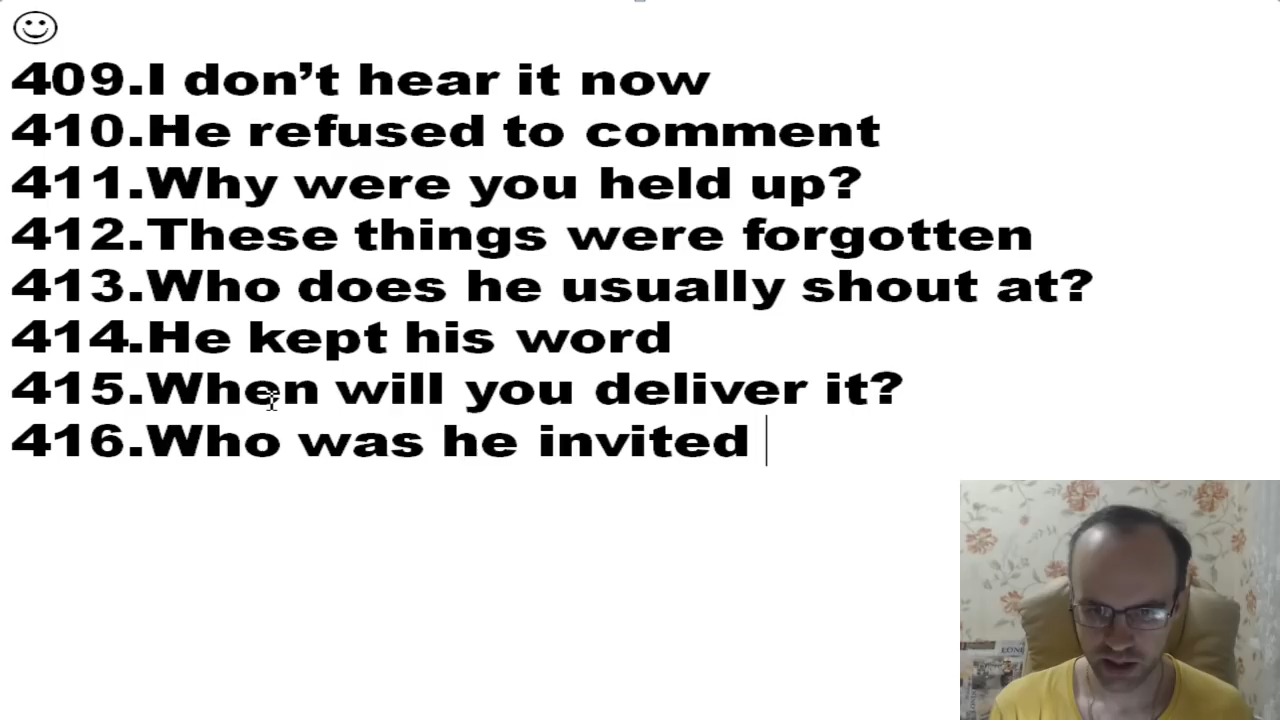 409.I don’t hear it now
410.He refused to comment
411.Why were you held up?
412.These things were forgotten
413.Who does he usually shout at?
414.He kept his word
415.When will you deliver it?
416.Who was he invited